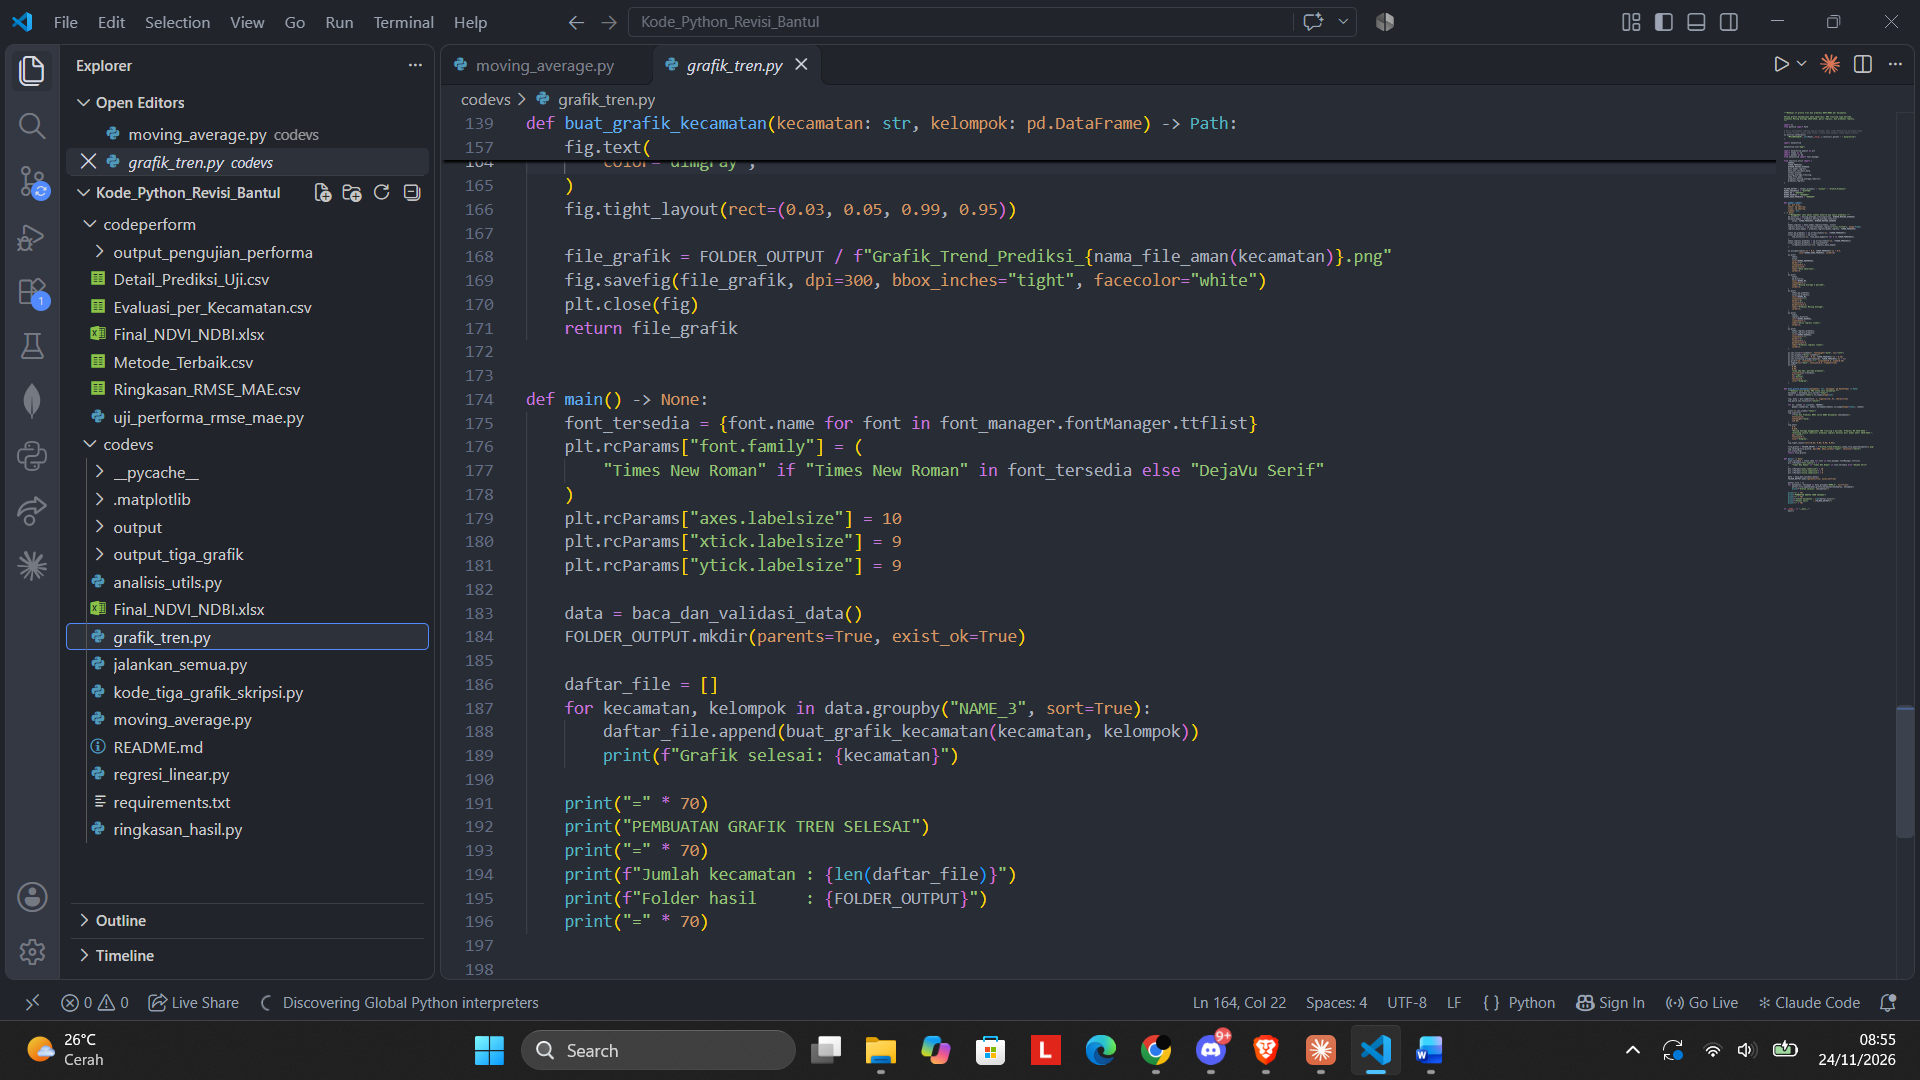 File Edit Selection View Go Run Terminal Help
Kode_Python_Revisi_Bantul
Explorer
Open Editors
moving_average.py codevs
grafik_tren.py codevs
Kode_Python_Revisi_Bantul
codeperform
output_pengujian_performa
Detail_Prediksi_Uji.csv
Evaluasi_per_Kecamatan.csv
Final_NDVI_NDBI.xlsx
Metode_Terbaik.csv
Ringkasan_RMSE_MAE.csv
uji_performa_rmse_mae.py
codevs
__pycache__
.matplotlib
output
output_tiga_grafik
analisis_utils.py
Final_NDVI_NDBI.xlsx
grafik_tren.py
jalankan_semua.py
kode_tiga_grafik_skripsi.py
moving_average.py
README.md
regresi_linear.py
requirements.txt
ringkasan_hasil.py
Outline
Timeline
1
moving_average.py
grafik_tren.py
codevs > grafik_tren.py
139 def buat_grafik_kecamatan(kecamatan: str, kelompok: pd.DataFrame) -> Path:
157 fig.text(
164 color="dimgray",
165 )
166 fig.tight_layout(rect=(0.03, 0.05, 0.99, 0.95))
167
168 file_grafik = FOLDER_OUTPUT / f"Grafik_Trend_Prediksi_{nama_file_aman(kecamatan)}.png"
169 fig.savefig(file_grafik, dpi=300, bbox_inches="tight", facecolor="white")
170 plt.close(fig)
171 return file_grafik
172
173
174 def main() -> None:
175 font_tersedia = {font.name for font in font_manager.fontManager.ttflist}
176 plt.rcParams["font.family"] = (
177 "Times New Roman" if "Times New Roman" in font_tersedia else "DejaVu Serif"
178 )
179 plt.rcParams["axes.labelsize"] = 10
180 plt.rcParams["xtick.labelsize"] = 9
181 plt.rcParams["ytick.labelsize"] = 9
182
183 data = baca_dan_validasi_data()
184 FOLDER_OUTPUT.mkdir(parents=True, exist_ok=True)
185
186 daftar_file = []
187 for kecamatan, kelompok in data.groupby("NAME_3", sort=True):
188 daftar_file.append(buat_grafik_kecamatan(kecamatan, kelompok))
189 print(f"Grafik selesai: {kecamatan}")
190
191 print("=" * 70)
192 print("PEMBUATAN GRAFIK TREN SELESAI")
193 print("=" * 70)
194 print(f"Jumlah kecamatan : {len(daftar_file)}")
195 print(f"Folder hasil     : {FOLDER_OUTPUT}")
196 print("=" * 70)
197
198
0 0 Live Share Discovering Global Python interpreters
Ln 164, Col 22 Spaces: 4 UTF-8 LF { } Python Sign In Go Live Claude Code
26°C
Cerah
Search
L
9+
W
08:55
24/11/2026